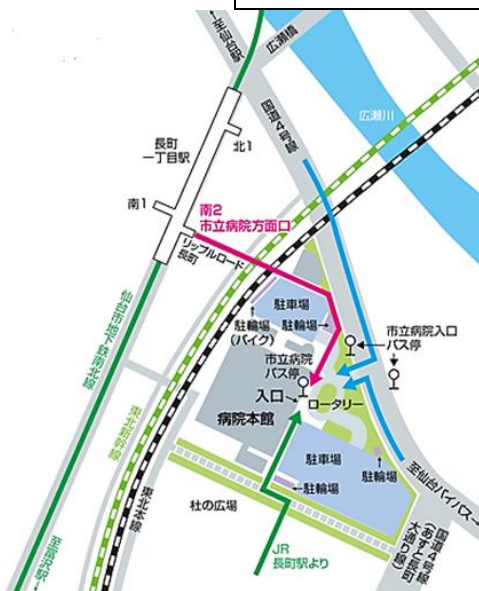 ←至仙台駅
広瀬橋
国道4号線
広瀬川
長町
一丁目駅
北1
南1
南2
市立病院方面口
リップルロード
長町
仙台市地下鉄南北線
駐車場
駐輪場
(バイク)
駐輪場
市立病院入口
バス停
市立病院
バス停
入口
ロータリー
病院本館
東北新幹線
東北本線
駐車場
駐輪場
駐輪場
杜の広場
至仙台バイパス→
国道4号線
(あすと長町
大通り線)
JR
長町駅より
至富沢駅↓